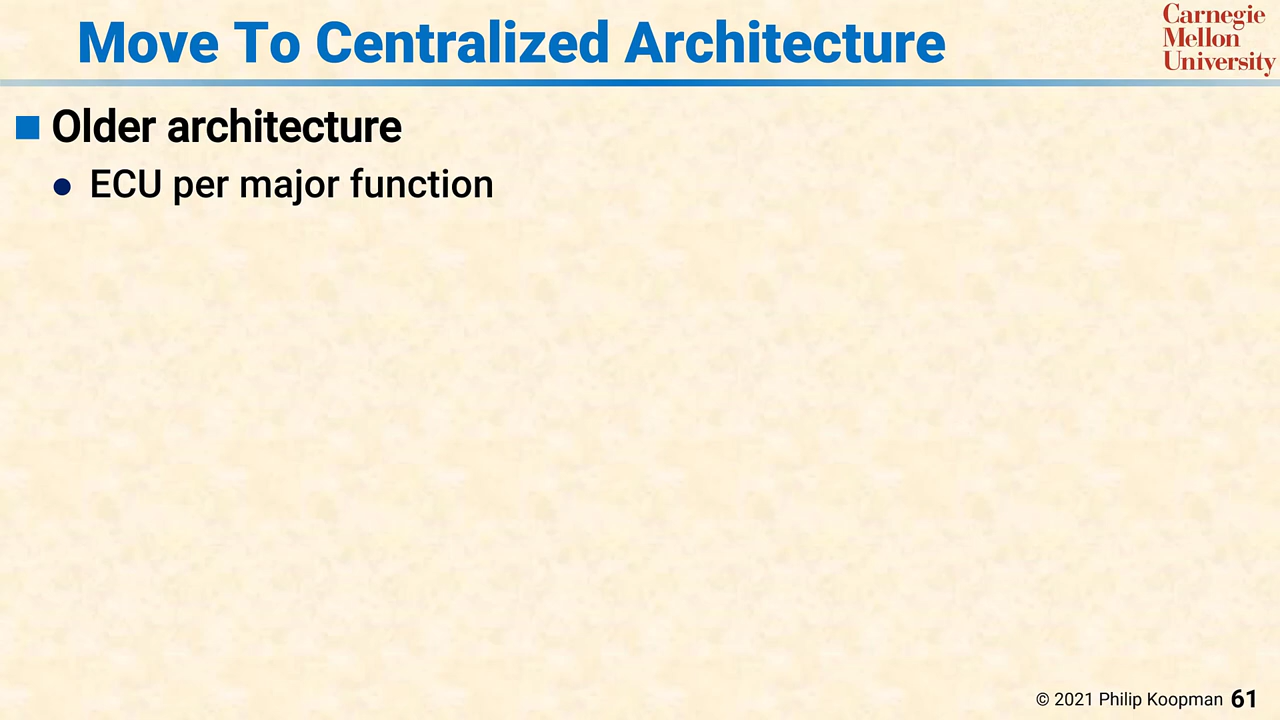 Move To Centralized Architecture
Carnegie
Mellon
University
Older architecture
ECU per major function
© 2021 Philip Koopman 61